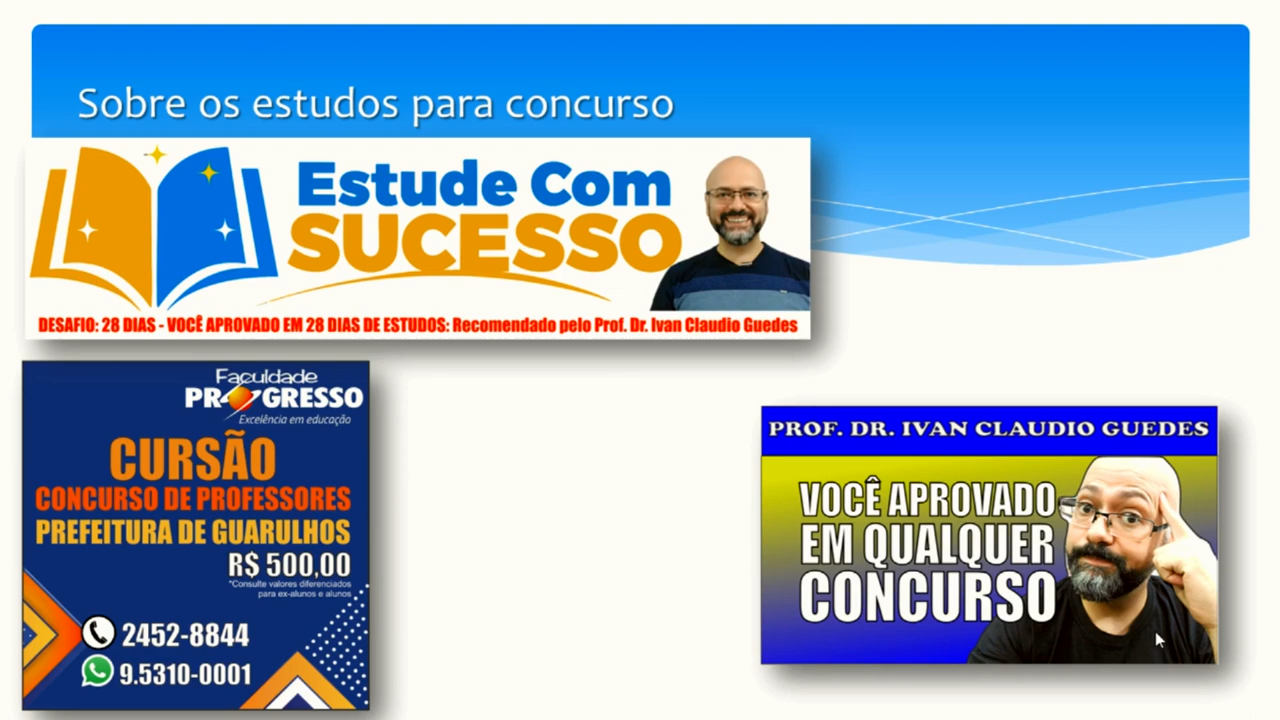 Sobre os estudos para concurso
Estude Com
SUCESSO
DESAFIO: 28 DIAS - VOCÊ APROVADO EM 28 DIAS DE ESTUDOS: Recomendado pelo Prof. Dr. Ivan Claudio Guedes
Faculdade
PROGRESSO
Excelência em educação
CURSÃO
CONCURSO DE PROFESSORES
PREFEITURA DE GUARULHOS
R$ 500,00
*Consulte valores diferenciados
para ex-alunos e alunos
2452-8844
9.5310-0001
PROF. DR. IVAN CLAUDIO GUEDES
VOCÊ APROVADO
EM QUALQUER
CONCURSO